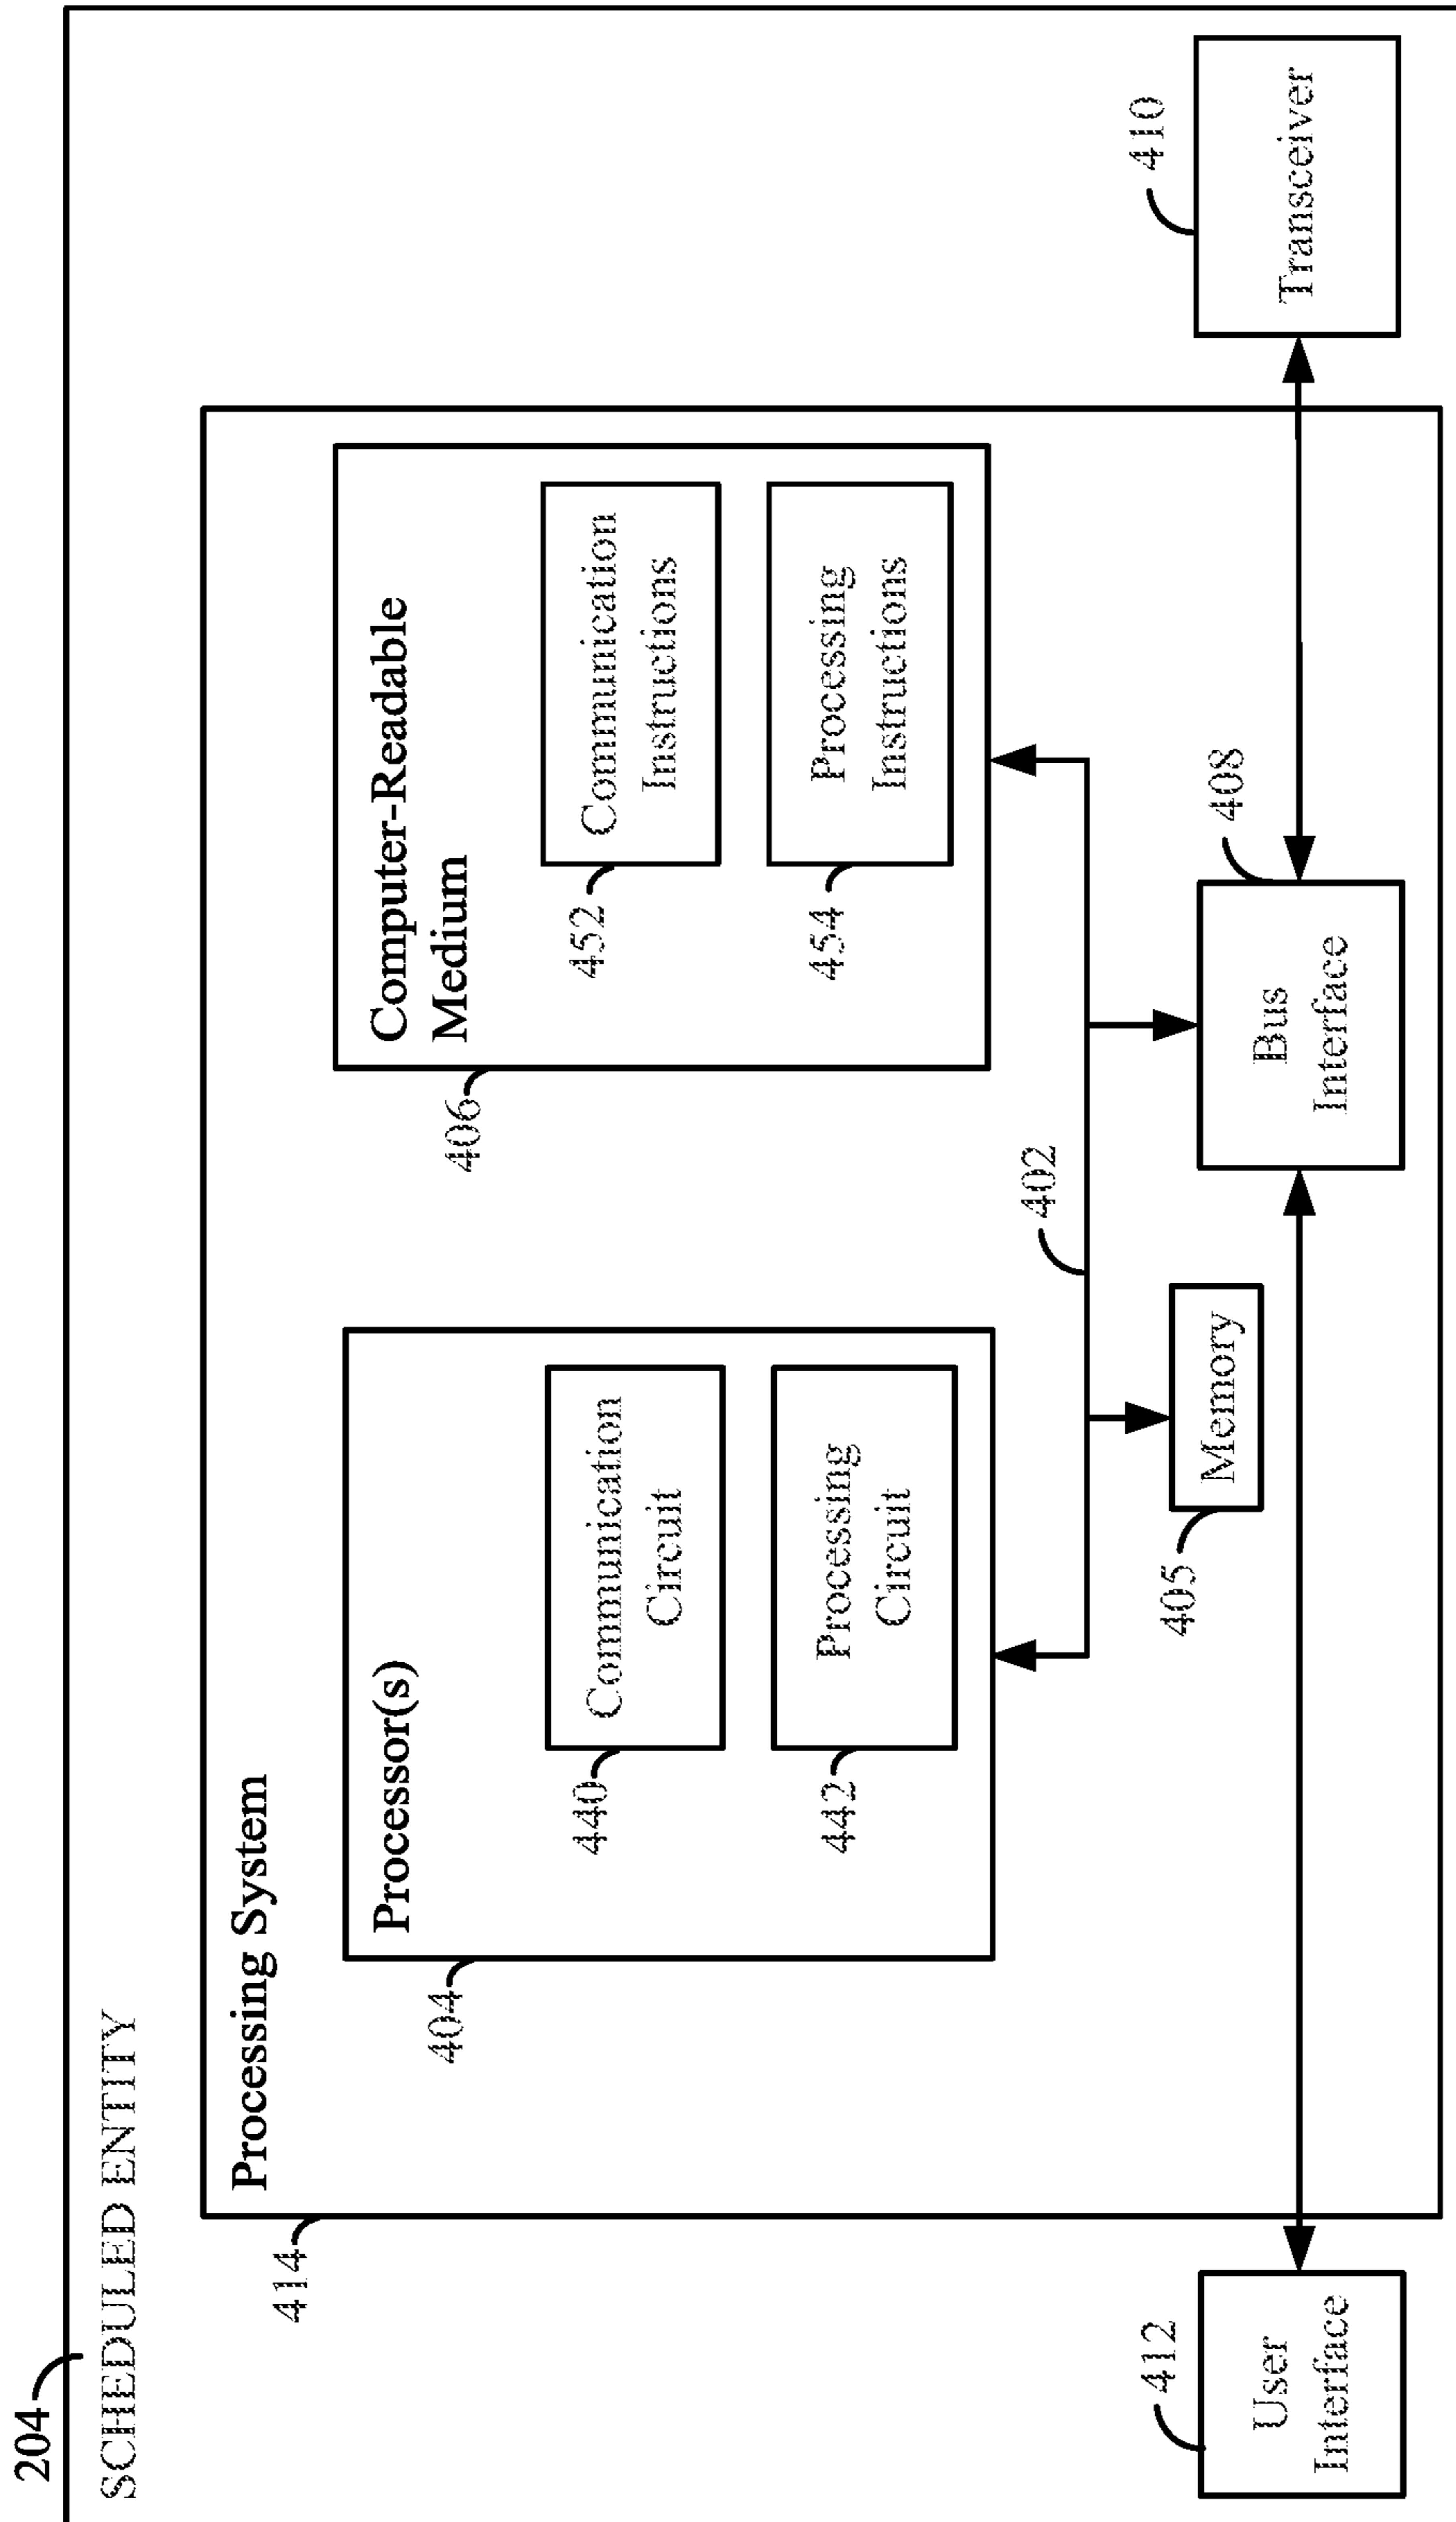 204
SCHEDULED ENTITY
414
Processing System
404
Processor(s)
440
Communication
Circuit
442
Processing
Circuit
406
Computer-Readable
Medium
452
Communication
Instructions
454
Processing
Instructions
402
405
Memory
408
Bus
Interface
412
User
Interface
410
Transceiver